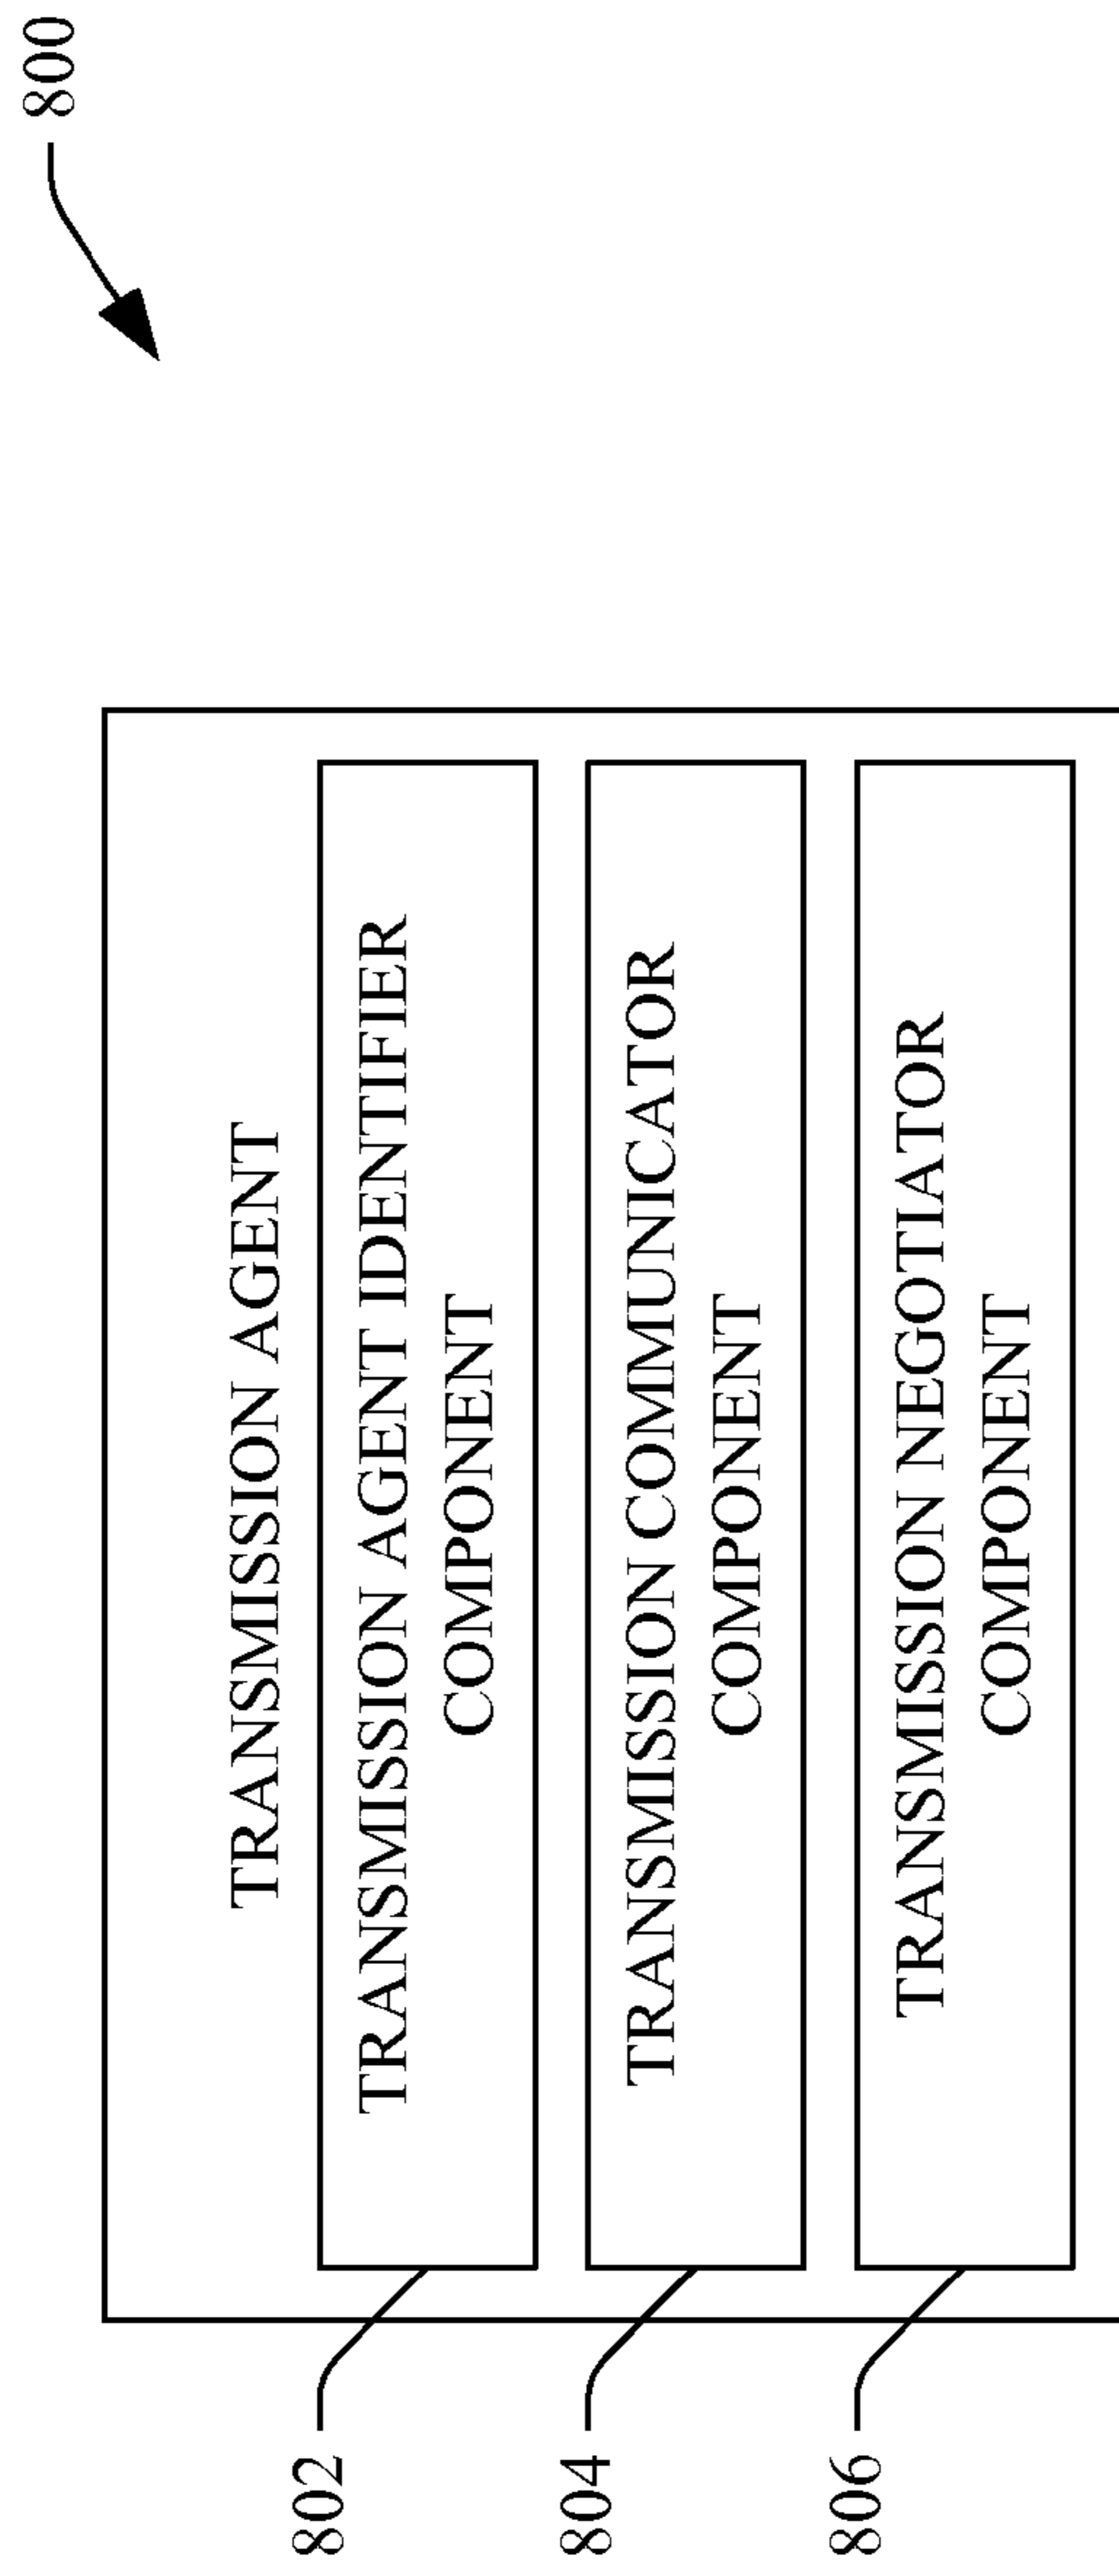 800
TRANSMISSION AGENT
802
TRANSMISSION AGENT IDENTIFIER
COMPONENT
804
TRANSMISSION COMMUNICATOR
COMPONENT
806
TRANSMISSION NEGOTIATOR
COMPONENT